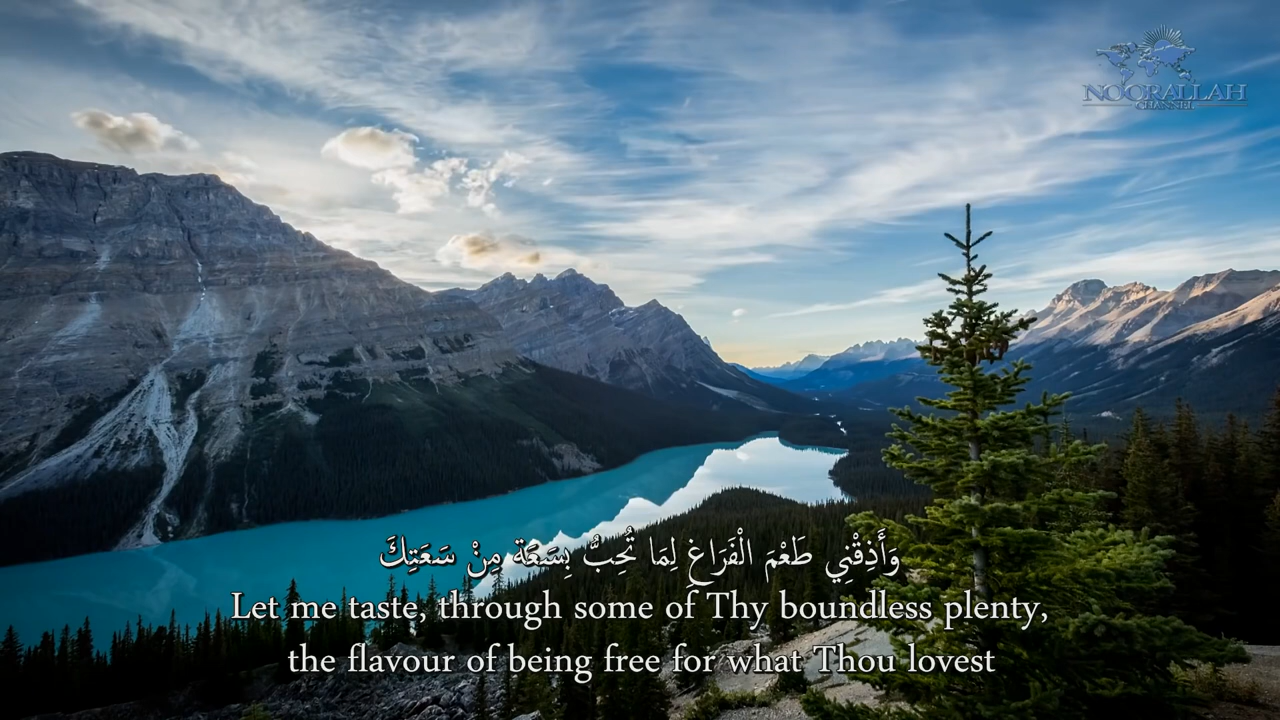 NOORALLAH
CHANNEL
وَأَذِقْنِي طَعْمَ الْفَرَاغِ لِمَا تُحِبُّ بِسَعَةٍ مِنْ سَعَتِكَ
Let me taste, through some of Thy boundless plenty,
the flavour of being free for what Thou lovest